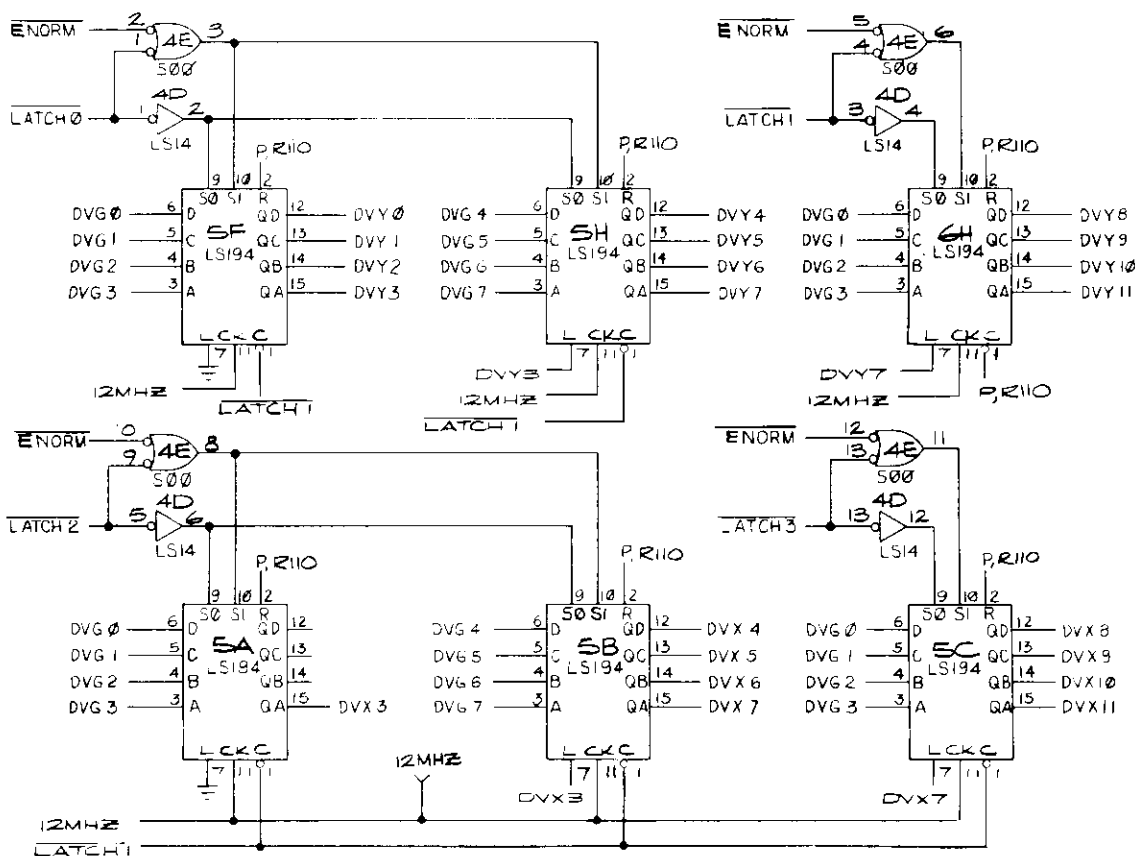 ENORM 2 1 4E 3 S00
LATCH0 1 4D 2 LS14
P,R110
9 10 2
S0 S1 R
DVG0 6 D QD 12 DVY0
DVG1 5 C 5F QC 13 DVY1
DVG2 4 B LS194 QB 14 DVY2
DVG3 3 A QA 15 DVY3
L CK C
7 11 1
12MHZ
LATCH1
P,R110
9 10 2
S0 S1 R
DVG4 6 D QD 12 DVY4
DVG5 5 C 5H QC 13 DVY5
DVG6 4 B LS194 QB 14 DVY6
DVG7 3 A QA 15 DVY7
L CK C
7 11 1
DVY3
12MHZ
LATCH1
ENORM 5 4 4E 6 S00
LATCH1 3 4D 4 LS14
P,R110
9 10 2
S0 S1 R
DVG0 6 D QD 12 DVY8
DVG1 5 C 6H QC 13 DVY9
DVG2 4 B LS194 QB 14 DVY10
DVG3 3 A QA 15 DVY11
L CK C
7 11 1
DVY7
12MHZ
P,R110
ENORM 10 9 4E 8 S00
LATCH2 5 4D 6 LS14
P,R110
9 10 2
S0 S1 R
DVG0 6 D QD 12
DVG1 5 C 5A QC 13
DVG2 4 B LS194 QB 14
DVG3 3 A QA 15 DVX3
L CK C
7 11 1
9 10 2
P,R110
S0 S1 R
DVG4 6 D QD 12 DVX4
DVG5 5 C 5B QC 13 DVX5
DVG6 4 B LS194 QB 14 DVX6
DVG7 3 A QA 15 DVX7
L CK C
7 11 1
DVX3
12MHZ
ENORM 12 13 4E 11 S00
LATCH3 13 4D 12 LS14
P,R110
9 10 2
S0 S1 R
DVG0 6 D QD 12 DVX8
DVG1 5 C 5C QC 13 DVX9
DVG2 4 B LS194 QB 14 DVX10
DVG3 3 A QA 15 DVX11
L CK C
7 11 1
DVX7
12MHZ
LATCH1